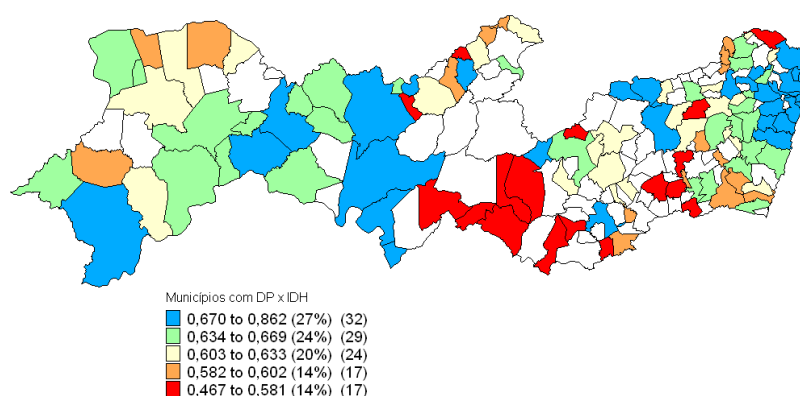 Municípios com DP x IDH
0,670 to 0,862 (27%) (32)
0,634 to 0,669 (24%) (29)
0,603 to 0,633 (20%) (24)
0,582 to 0,602 (14%) (17)
0,467 to 0,581 (14%) (17)